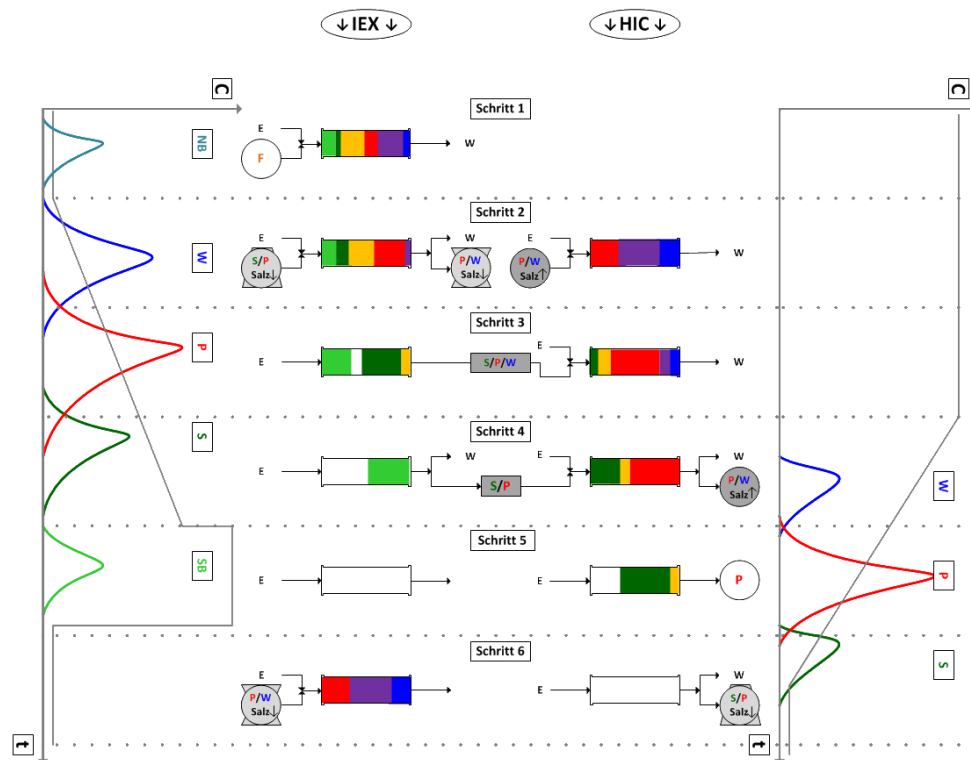 ↓ IEX ↓
↓ HIC ↓
C
C
Schritt 1
E
F
W
NB
Schritt 2
E
S/P
Salz↓
W
P/W
Salz↓
E
P/W
Salz↑
W
W
Schritt 3
E
S/P/W
E
W
P
Schritt 4
E
W
S/P
E
W
P/W
Salz↑
S
W
Schritt 5
E
E
P
SB
P
Schritt 6
E
P/W
Salz↓
E
W
S/P
Salz↓
S
t
t